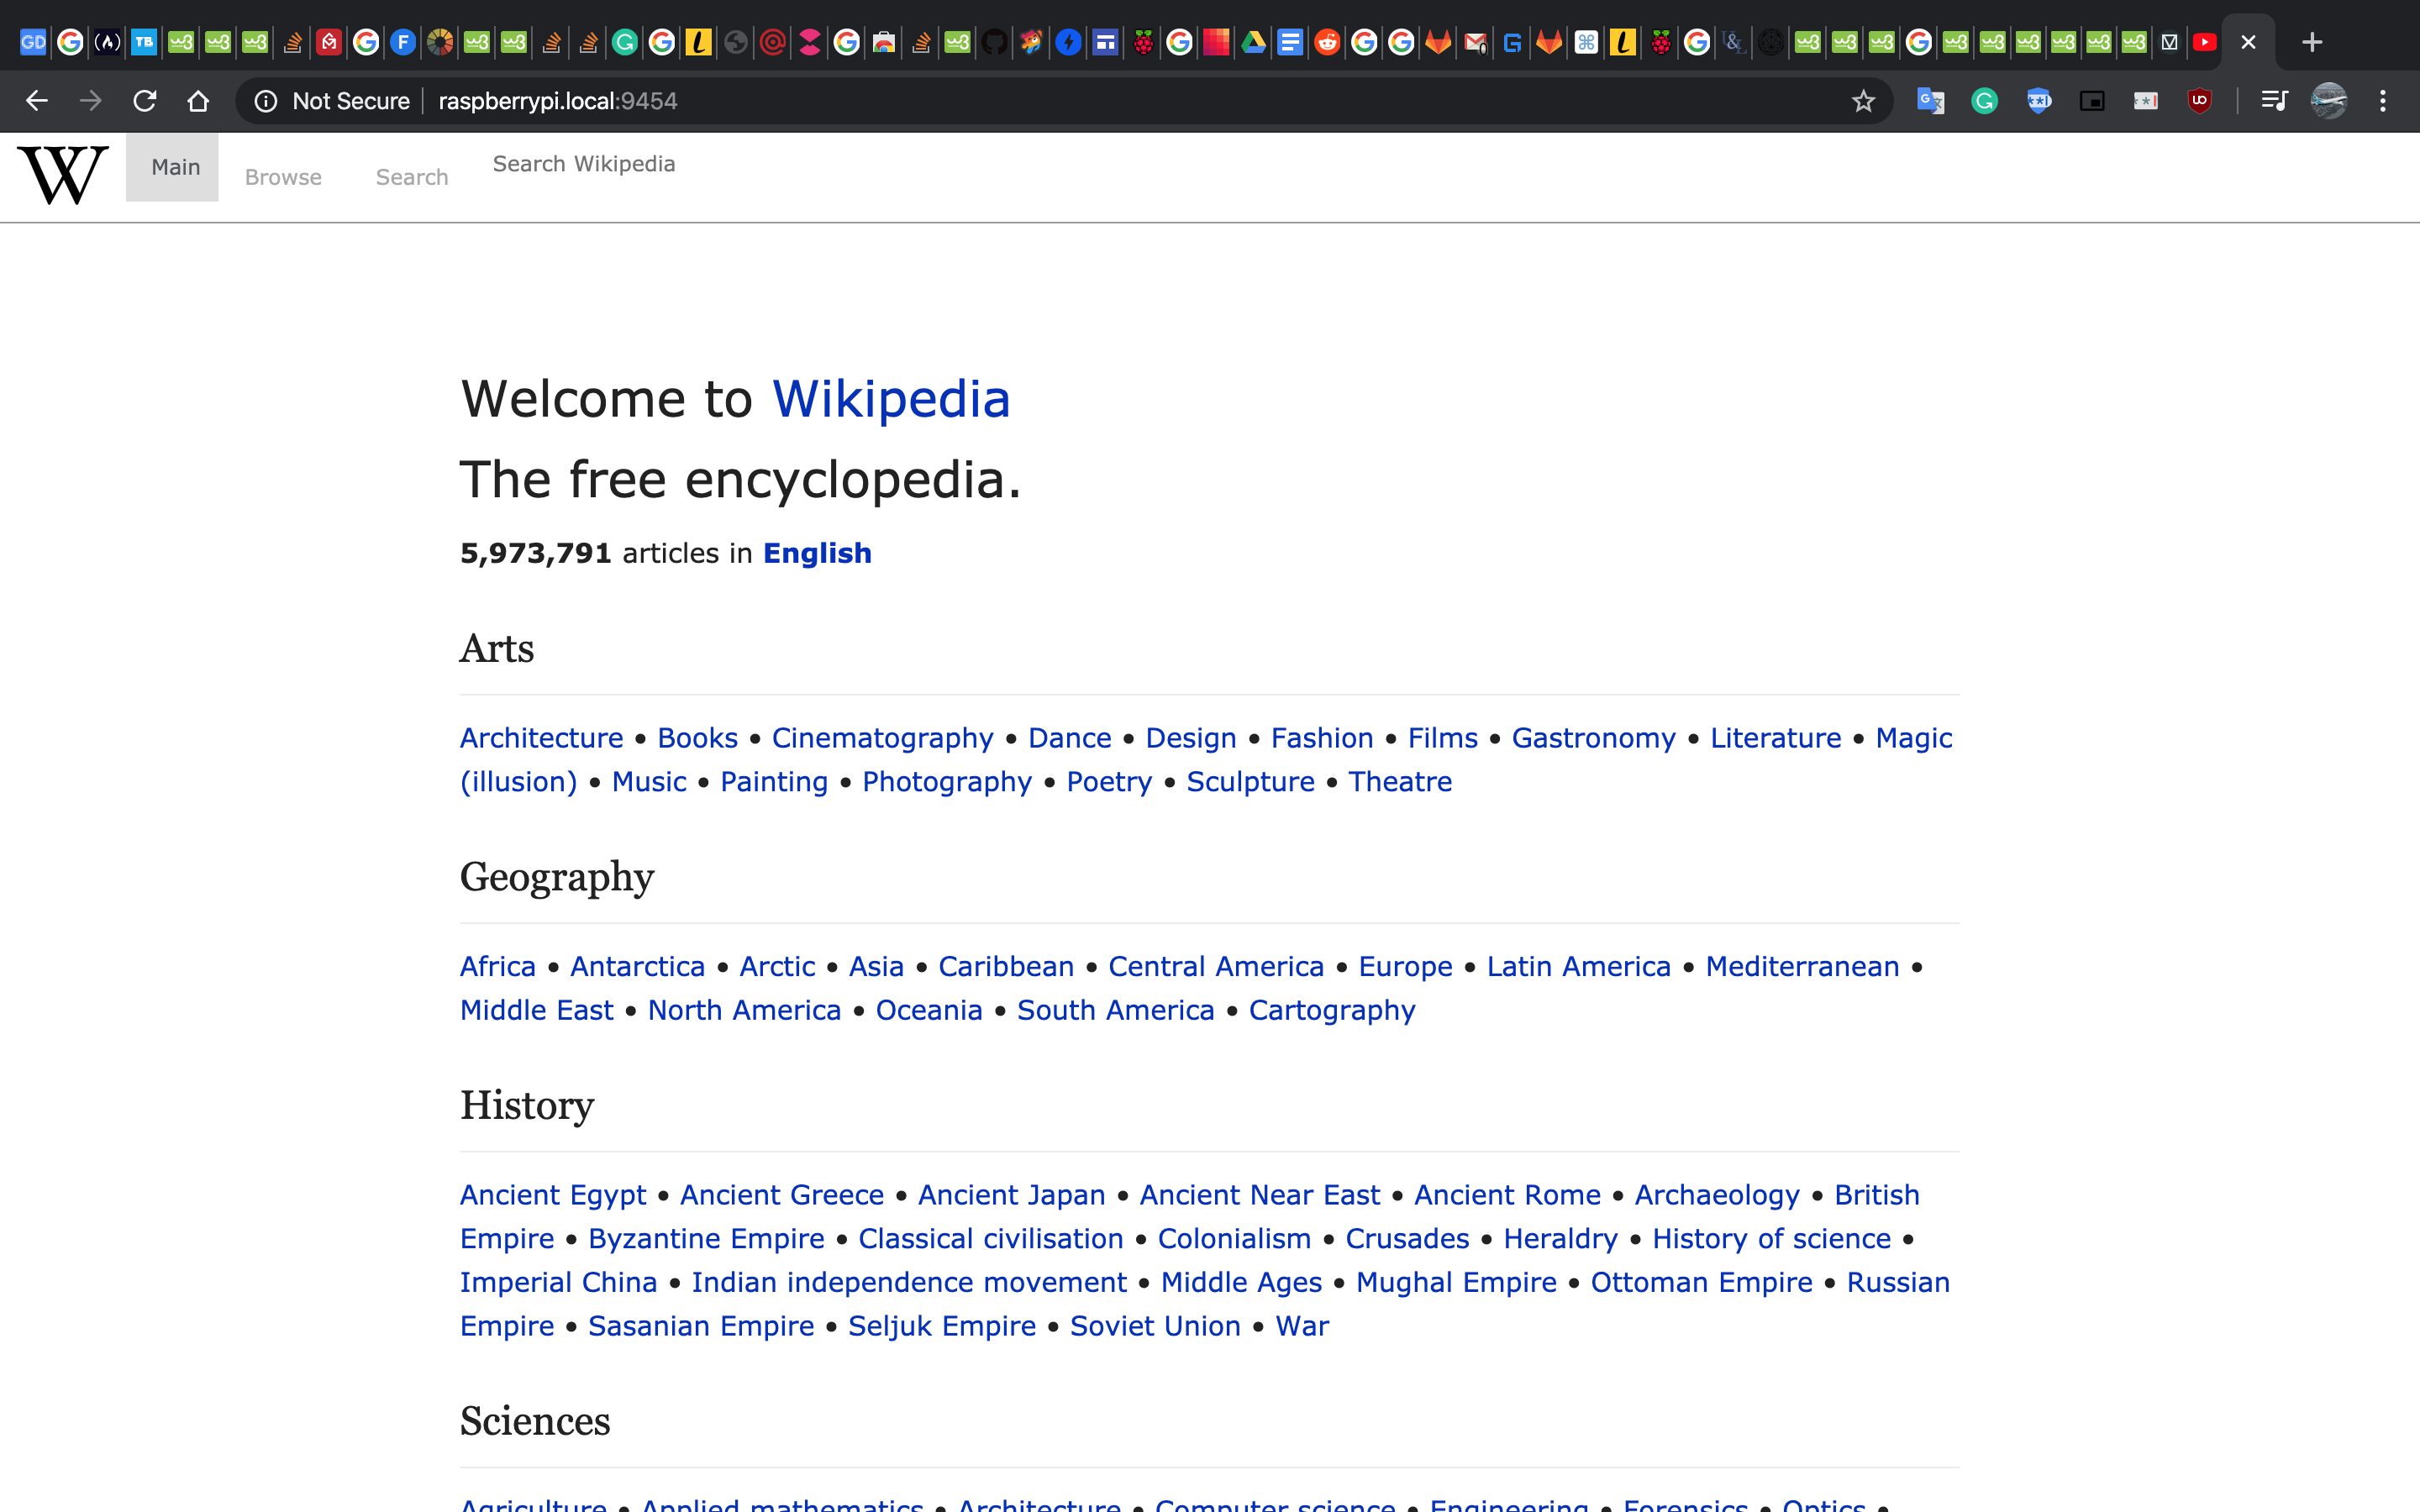 Not Secure raspberrypi.local:9454
W Main Browse Search Search Wikipedia
Welcome to Wikipedia
The free encyclopedia.
5,973,791 articles in English
Arts
Architecture • Books • Cinematography • Dance • Design • Fashion • Films • Gastronomy • Literature • Magic
(illusion) • Music • Painting • Photography • Poetry • Sculpture • Theatre
Geography
Africa • Antarctica • Arctic • Asia • Caribbean • Central America • Europe • Latin America • Mediterranean •
Middle East • North America • Oceania • South America • Cartography
History
Ancient Egypt • Ancient Greece • Ancient Japan • Ancient Near East • Ancient Rome • Archaeology • British
Empire • Byzantine Empire • Classical civilisation • Colonialism • Crusades • Heraldry • History of science •
Imperial China • Indian independence movement • Middle Ages • Mughal Empire • Ottoman Empire • Russian
Empire • Sasanian Empire • Seljuk Empire • Soviet Union • War
Sciences
Agriculture • Applied mathematics • Architecture • Computer science • Engineering • Forensics • Optics •